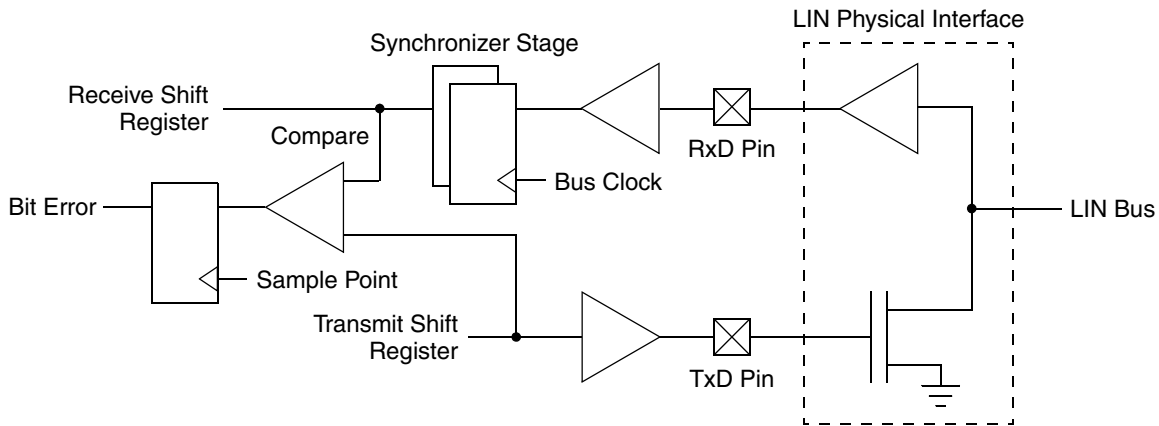 LIN Physical Interface
Synchronizer Stage
Receive Shift
Register
Compare
RxD Pin
Bus Clock
Bit Error
LIN Bus
Sample Point
Transmit Shift
Register
TxD Pin